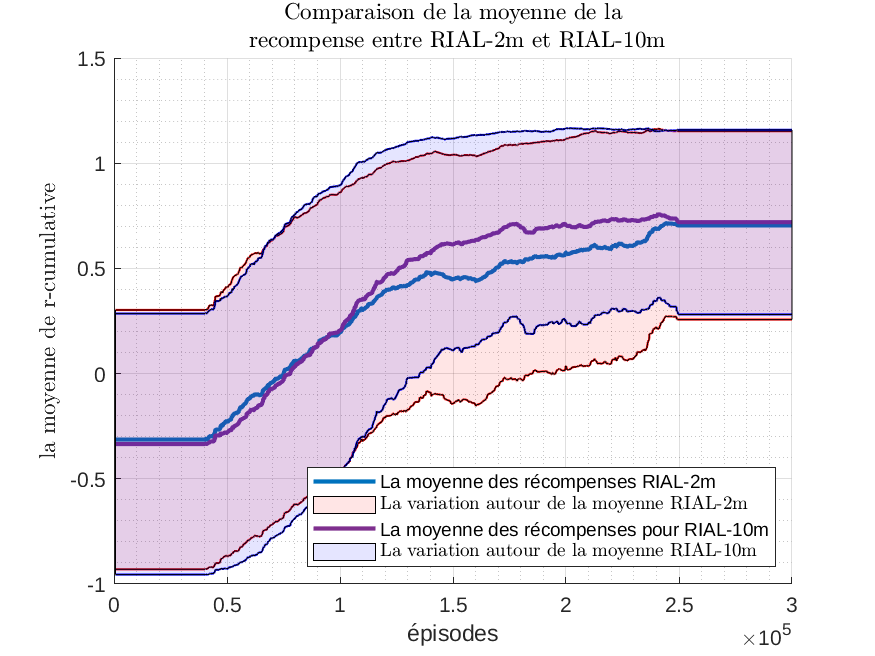 Comparaison de la moyenne de la
recompense entre RIAL-2m et RIAL-10m
la moyenne de r-cumulative
1.5
1
0.5
0
-0.5
-1
La moyenne des récompenses RIAL-2m
La variation autour de la moyenne RIAL-2m
La moyenne des récompenses pour RIAL-10m
La variation autour de la moyenne RIAL-10m
0 0.5 1 1.5 2 2.5 3
épisodes
×10⁵